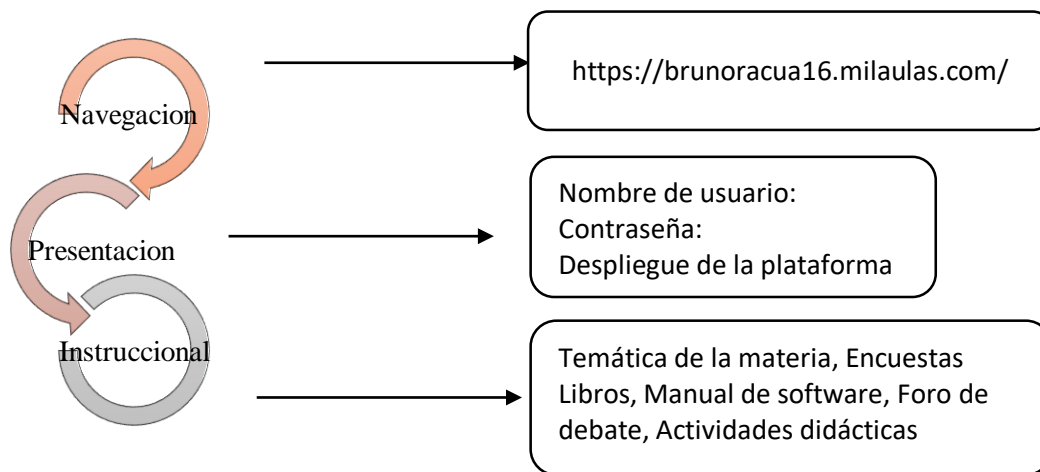 Navegacion
https://brunoracua16.milaulas.com/
Presentacion
Nombre de usuario:
Contraseña:
Despliegue de la plataforma
Instruccional
Temática de la materia, Encuestas
Libros, Manual de software, Foro de
debate, Actividades didácticas